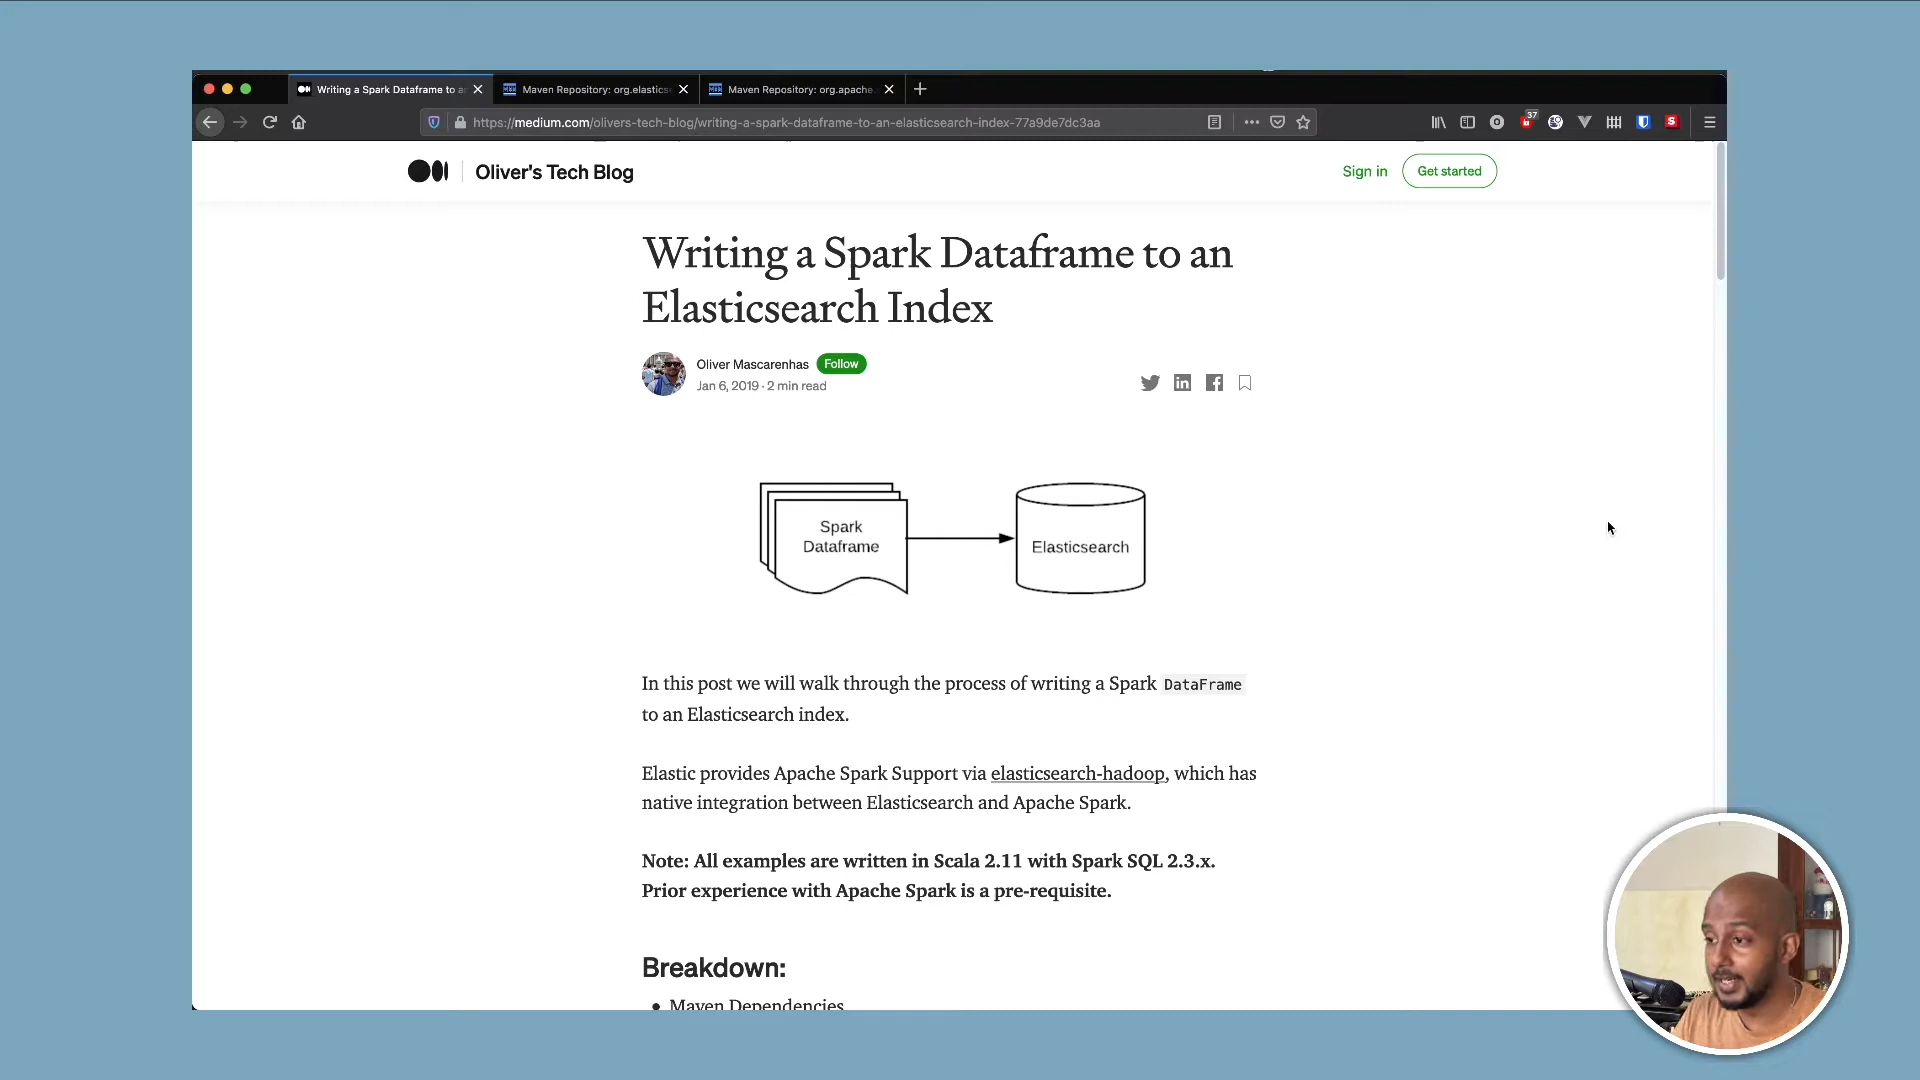 Writing a Spark Dataframe to an
Maven Repository: org.elastics
Maven Repository: org.apache.
https://medium.com/olivers-tech-blog/writing-a-spark-dataframe-to-an-elasticsearch-index-77a9de7dc3aa
37
S
Oliver's Tech Blog
Sign in
Get started
Writing a Spark Dataframe to an
Elasticsearch Index
Oliver Mascarenhas
Follow
Jan 6, 2019 · 2 min read
Spark
Dataframe
Elasticsearch
In this post we will walk through the process of writing a Spark DataFrame
to an Elasticsearch index.
Elastic provides Apache Spark Support via elasticsearch-hadoop, which has
native integration between Elasticsearch and Apache Spark.
Note: All examples are written in Scala 2.11 with Spark SQL 2.3.x.
Prior experience with Apache Spark is a pre-requisite.
Breakdown:
• Maven Dependencies